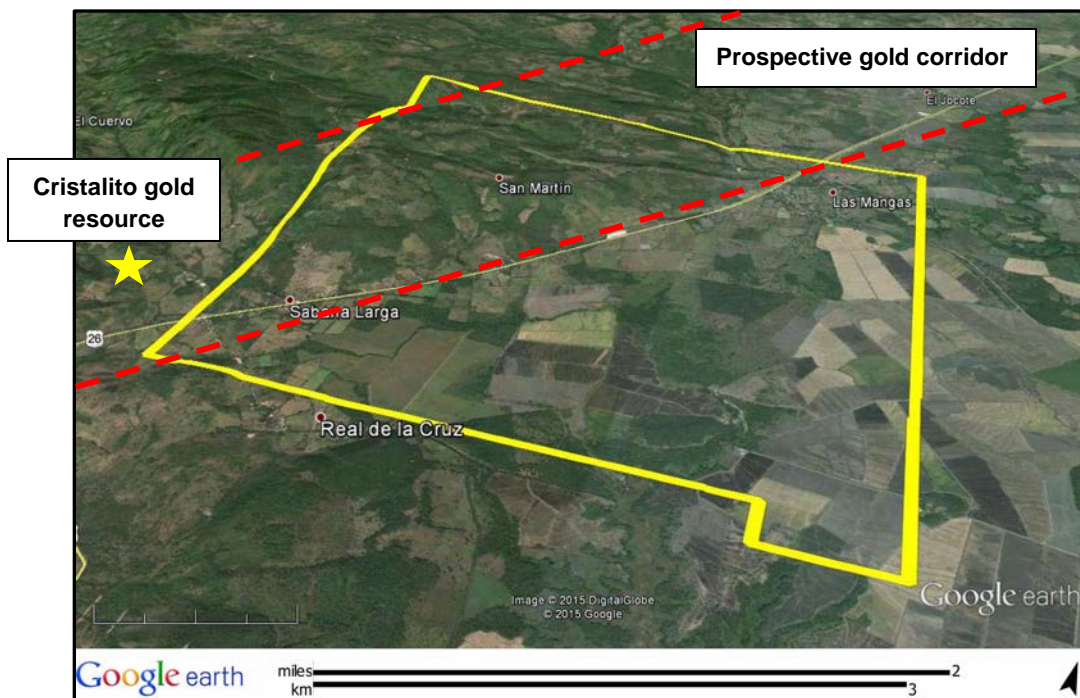 Prospective gold corridor
El Jocote
El Cuervo
Cristalito gold
resource
San Martin
Las Mangas
Sabana Larga
26
Real de la Cruz
Image © 2015 DigitalGlobe
© 2015 Google
Google earth
Google earth
miles
2
km
3